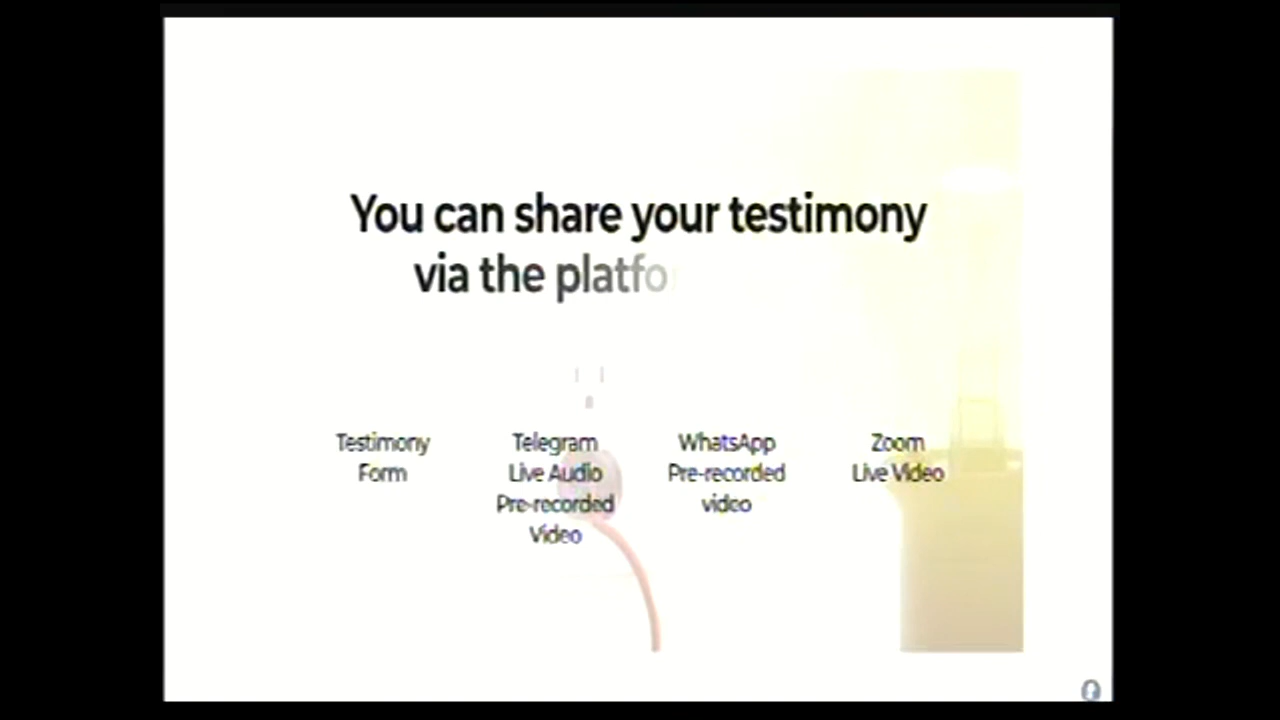 You can share your testimony
via the platfo
Testimony
Form
Telegram
Live Audio
Pre-recorded
Video
WhatsApp
Pre-recorded
video
Zoom
Live Video